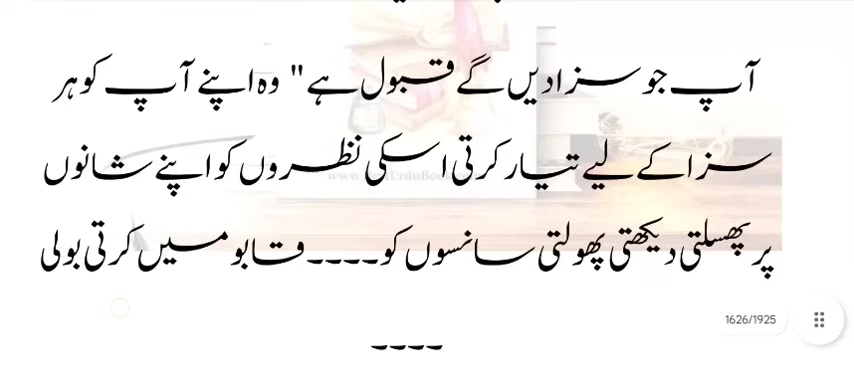 آپ جو سزا دیں گے قبول ہے" وہ اپنے آپ کو ہر
سزا کے لیے تیار کرتی اسکی نظروں کو اپنے شانوں
پر پھسلتی دیکھتی پھولتی سانسوں کو۔۔۔۔قابو میں کرتی بولی
1626/1925
۔۔۔۔